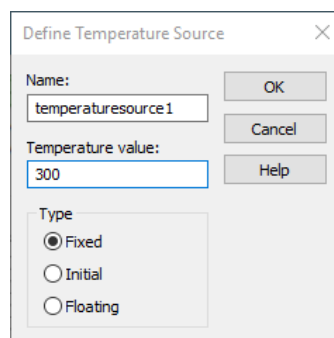 Define Temperature Source
Name:
temperaturesource1
Temperature value:
300
Type
Fixed
Initial
Floating
OK
Cancel
Help